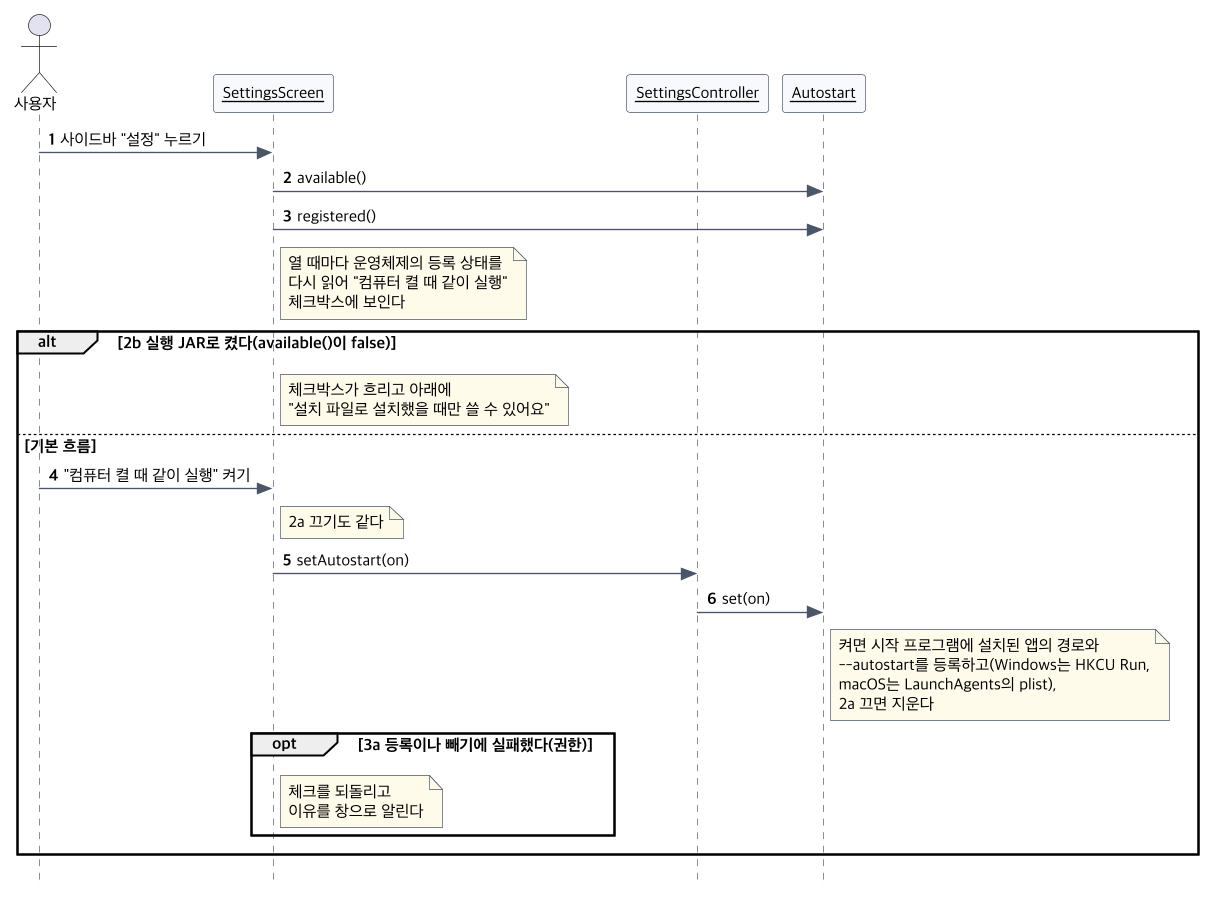 사용자
SettingsScreen
SettingsController
Autostart
1 사이드바 "설정" 누르기
2 available()
3 registered()
열 때마다 운영체제의 등록 상태를
다시 읽어 "컴퓨터 켤 때 같이 실행"
체크박스에 보인다
alt [2b 실행 JAR로 켰다(available()이 false)]
체크박스가 흐리고 아래에
"설치 파일로 설치했을 때만 쓸 수 있어요"
[기본 흐름]
4 "컴퓨터 켤 때 같이 실행" 켜기
2a 끄기도 같다
5 setAutostart(on)
6 set(on)
켜면 시작 프로그램에 설치된 앱의 경로와
--autostart를 등록하고(Windows는 HKCU Run,
macOS는 LaunchAgents의 plist),
2a 끄면 지운다
opt [3a 등록이나 빼기에 실패했다(권한)]
체크를 되돌리고
이유를 창으로 알린다